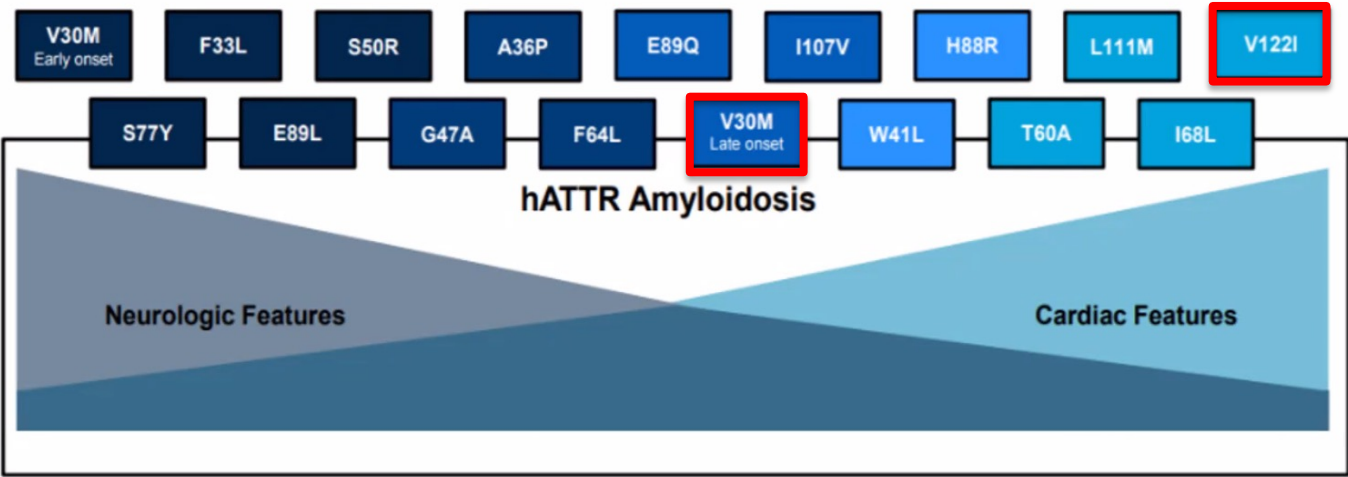 V30M
Early onset
F33L
S50R
A36P
E89Q
I107V
H88R
L111M
V122I
S77Y
E89L
G47A
F64L
V30M
Late onset
W41L
T60A
I68L
hATTR Amyloidosis
Neurologic Features
Cardiac Features